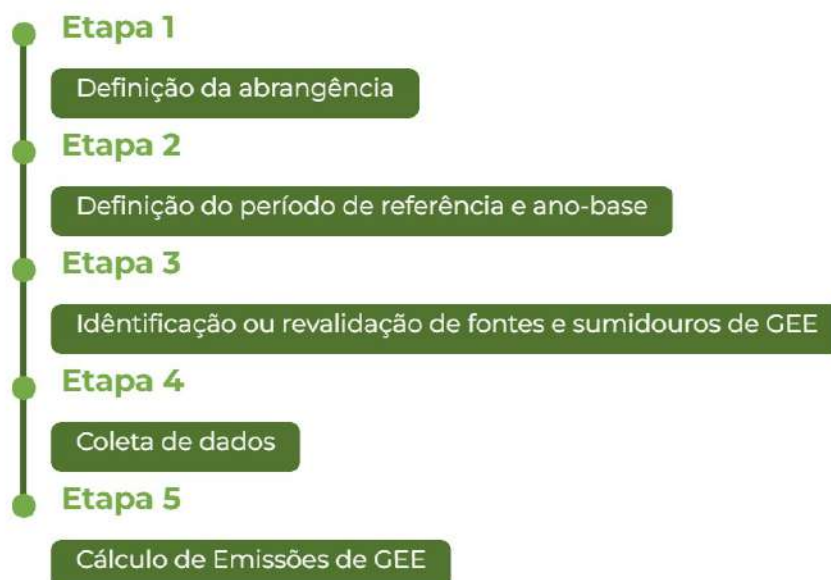 Etapa 1
Definição da abrangência
Etapa 2
Definição do período de referência e ano-base
Etapa 3
Idêntificação ou revalidação de fontes e sumidouros de GEE
Etapa 4
Coleta de dados
Etapa 5
Cálculo de Emissões de GEE